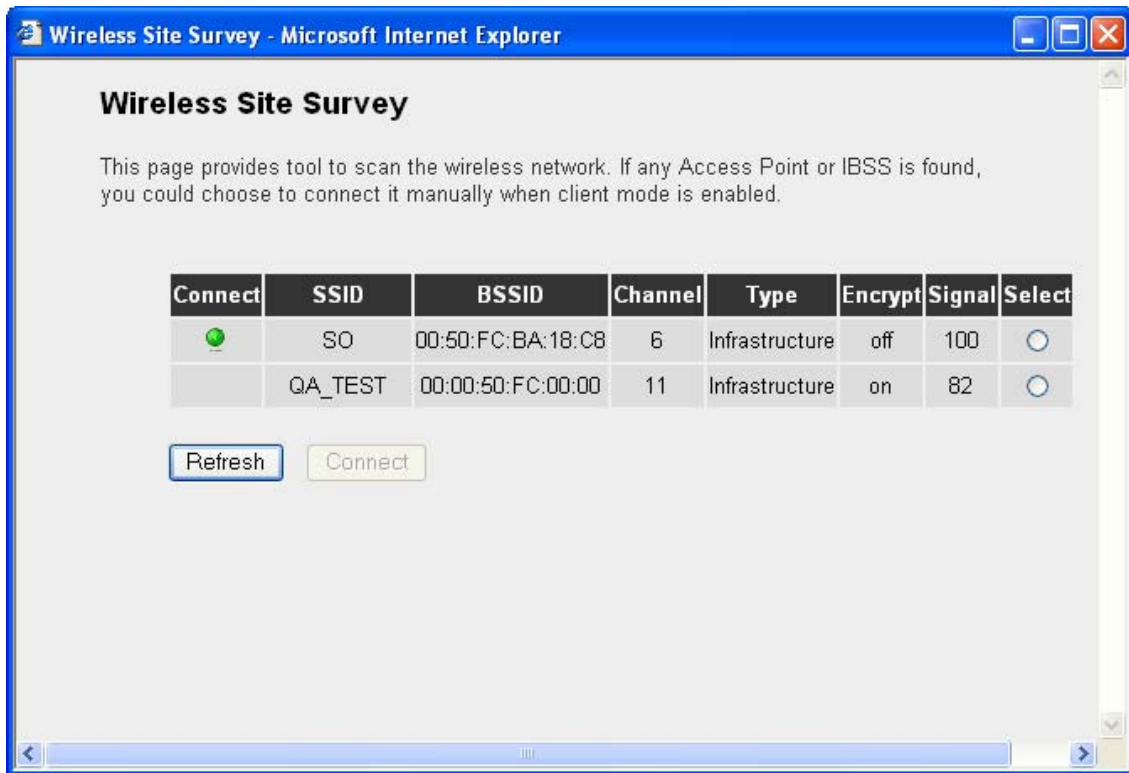 Wireless Site Survey - Microsoft Internet Explorer
Wireless Site Survey
This page provides tool to scan the wireless network. If any Access Point or IBSS is found,
you could choose to connect it manually when client mode is enabled.
Connect SSID BSSID Channel Type Encrypt Signal Select
SO 00:50:FC:BA:18:C8 6 Infrastructure off 100
QA_TEST 00:00:50:FC:00:00 11 Infrastructure on 82
Refresh Connect